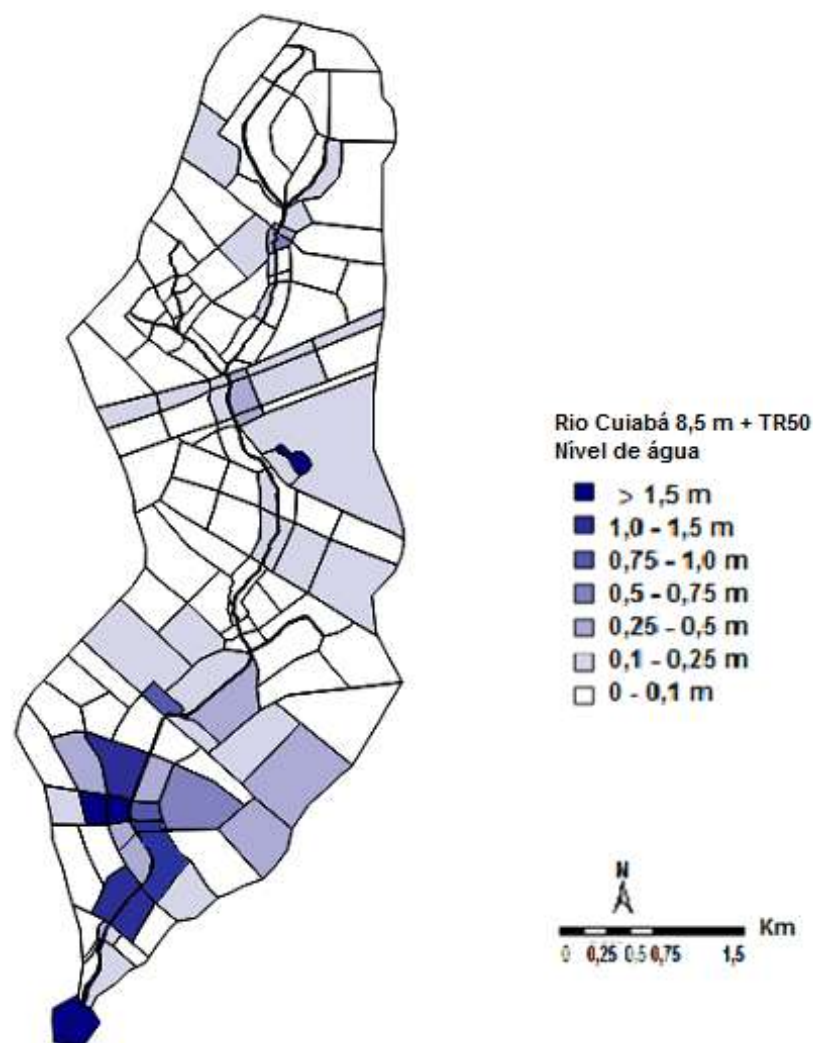 Rio Cuiabá 8,5 m + TR50
Nível de água
> 1,5 m
1,0 - 1,5 m
0,75 - 1,0 m
0,5 - 0,75 m
0,25 - 0,5 m
0,1 - 0,25 m
0 - 0,1 m
N
Km
0 0,25 0.5 0,75 1,5